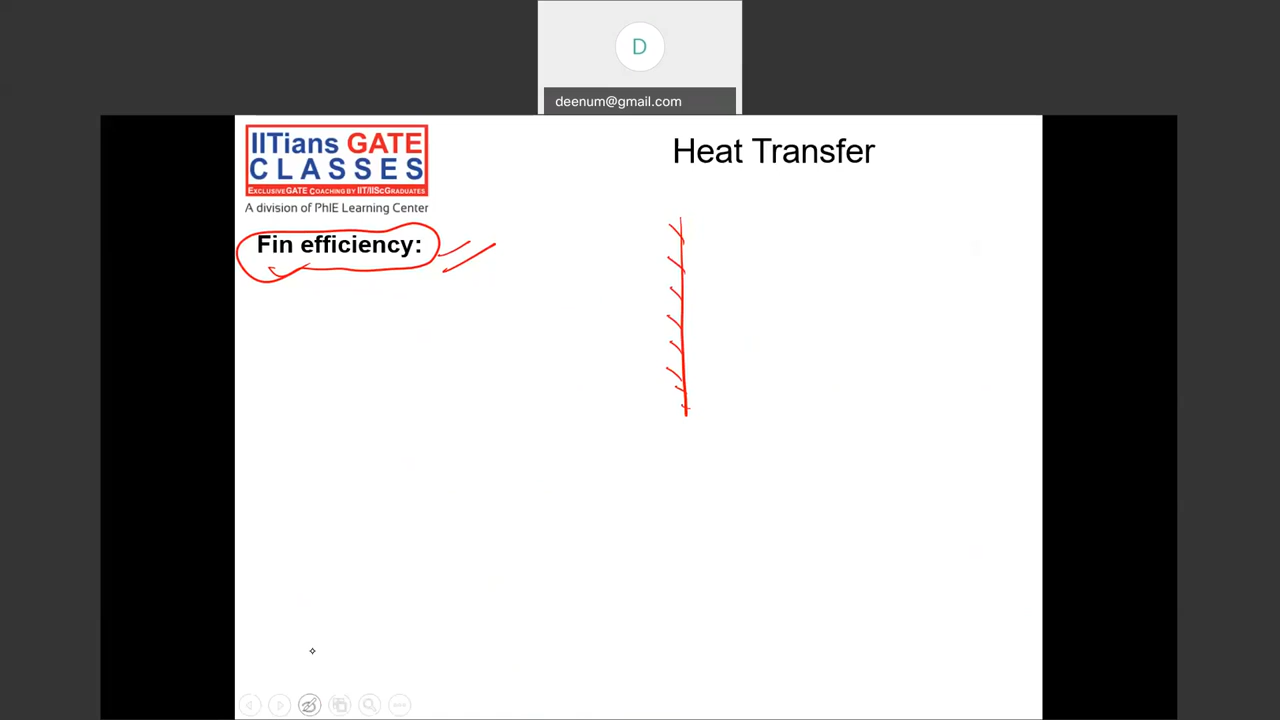 D
deenum@gmail.com
IITians GATE
CLASSES
EXCLUSIVE GATE COACHING BY IIT/IISc GRADUATES
A division of PhIE Learning Center
Heat Transfer
Fin efficiency: